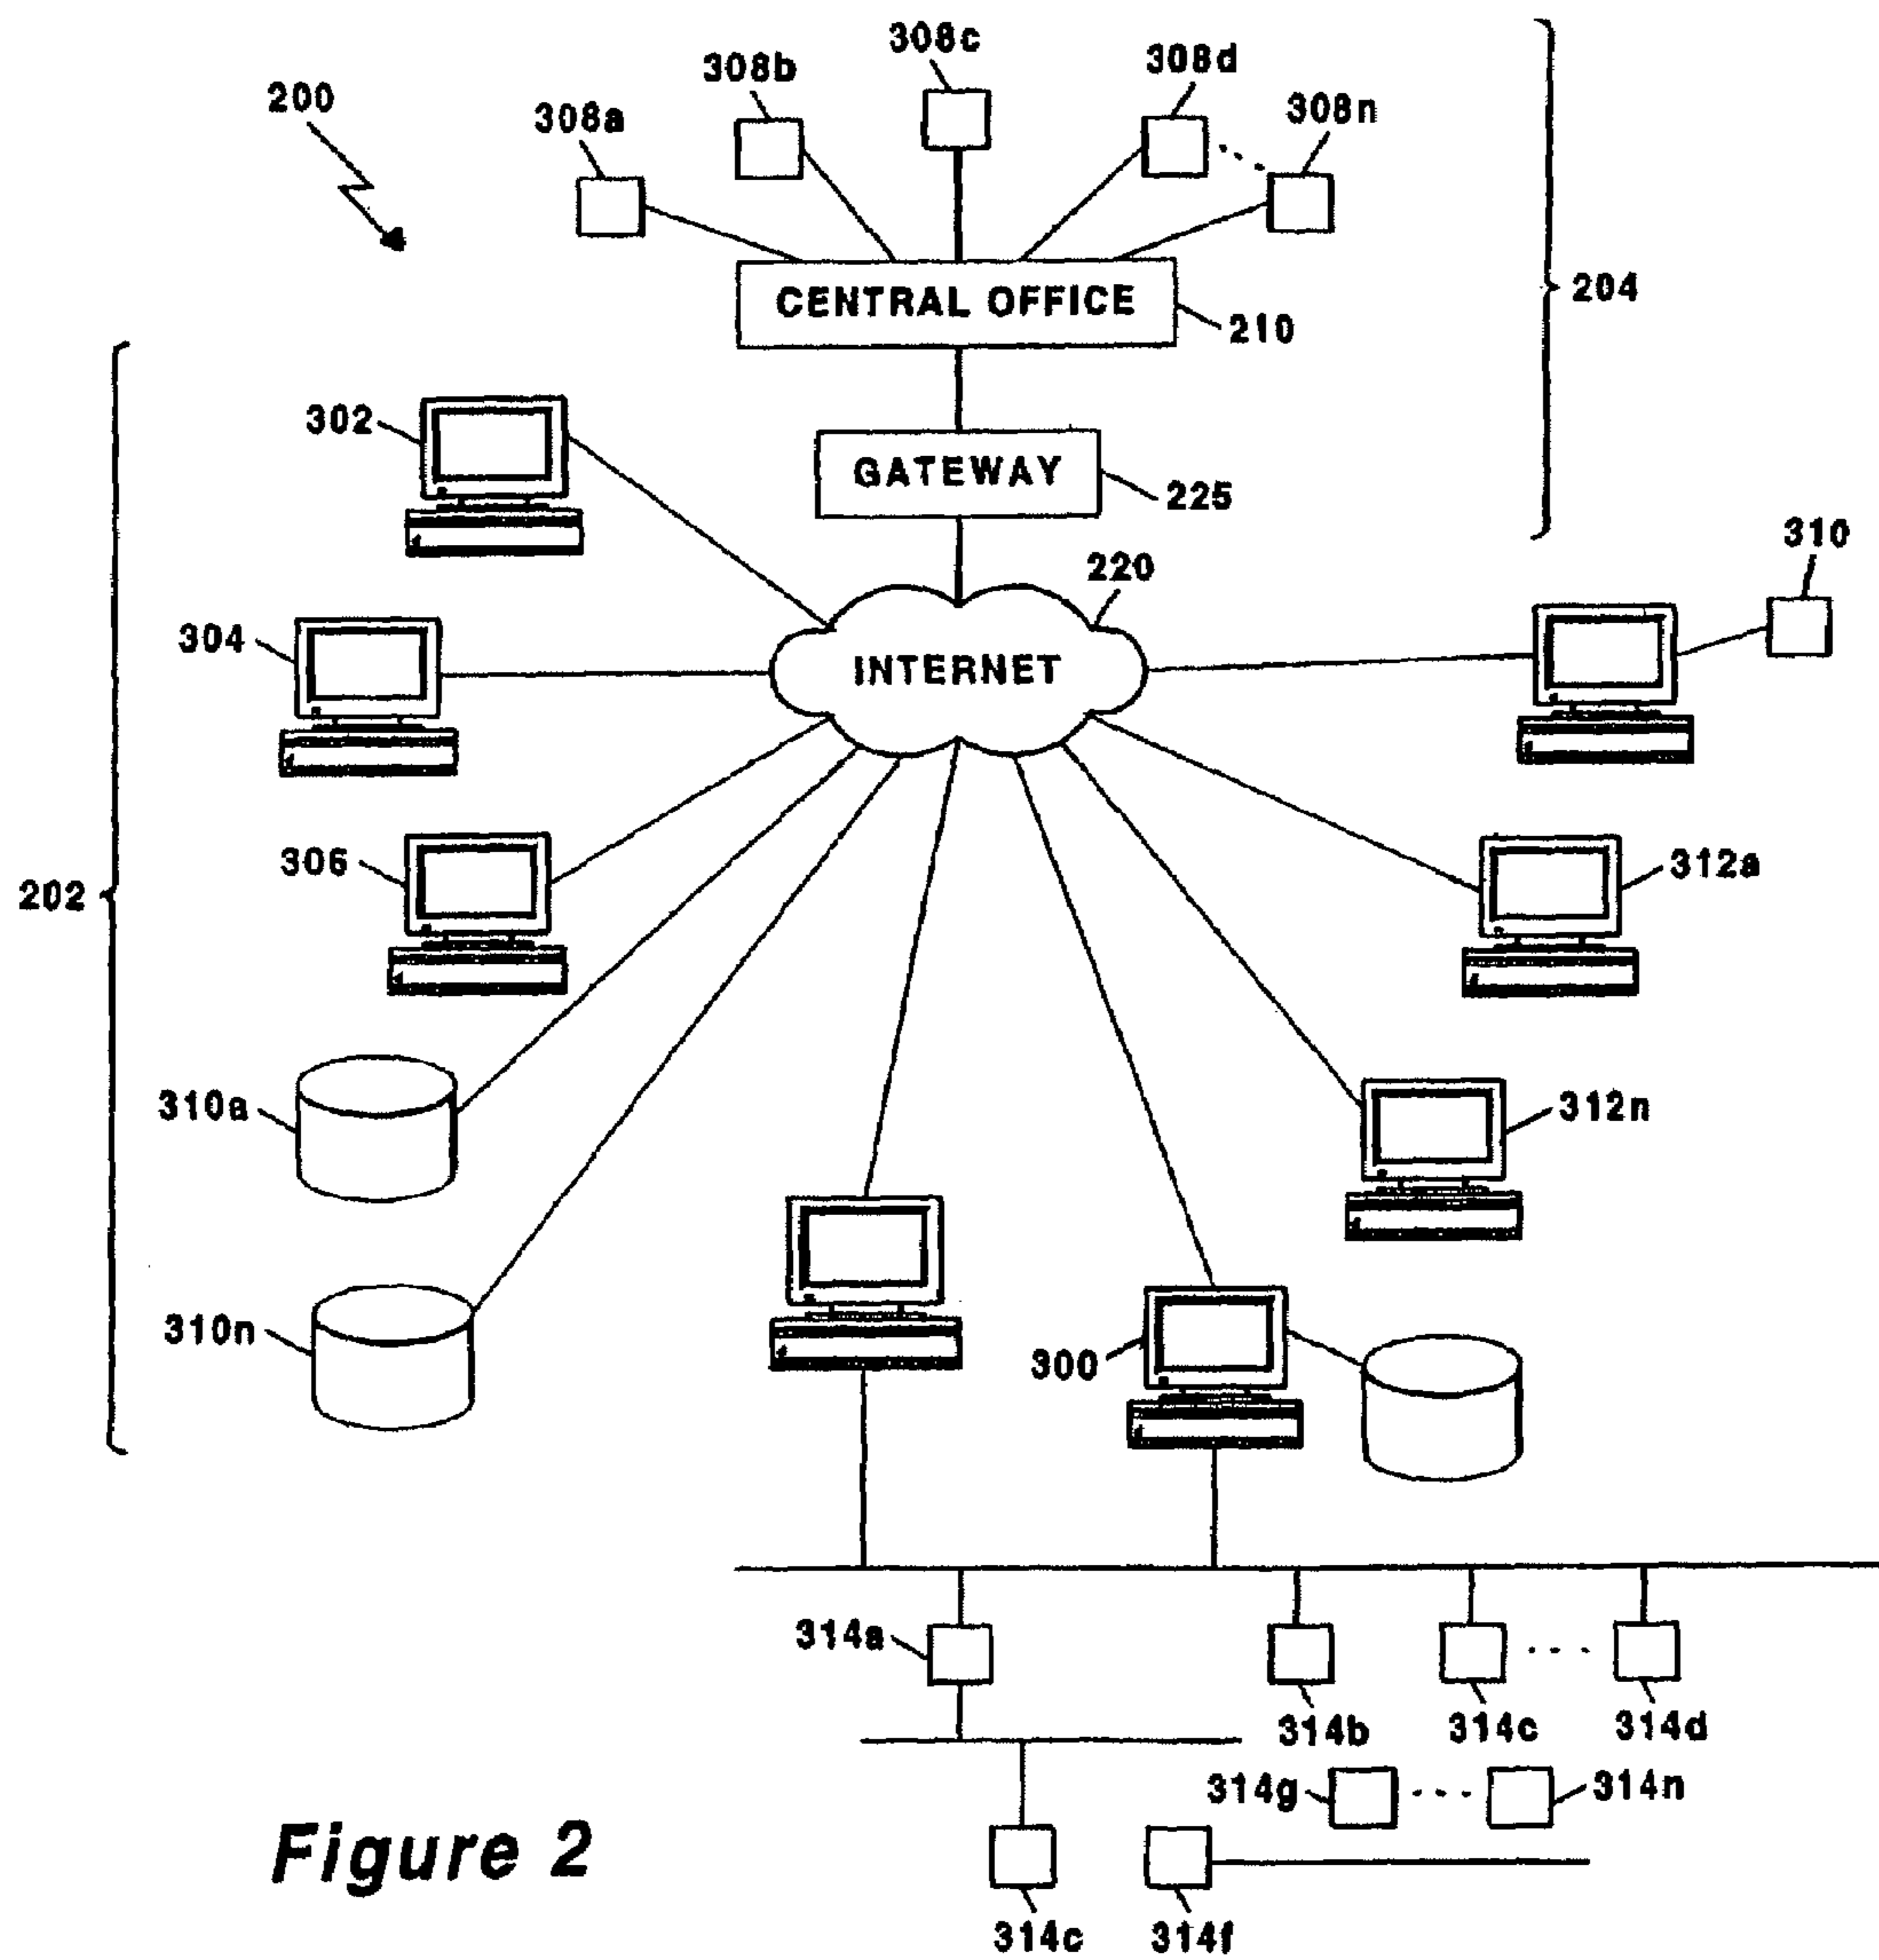 308c
308b
308d
200
308a
308n
CENTRAL OFFICE
204
210
302
GATEWAY
225
310
220
304
INTERNET
306
312a
202
310a
312n
310n
300
314a
314b
314c
314d
314g
314n
Figure 2
314c
314f